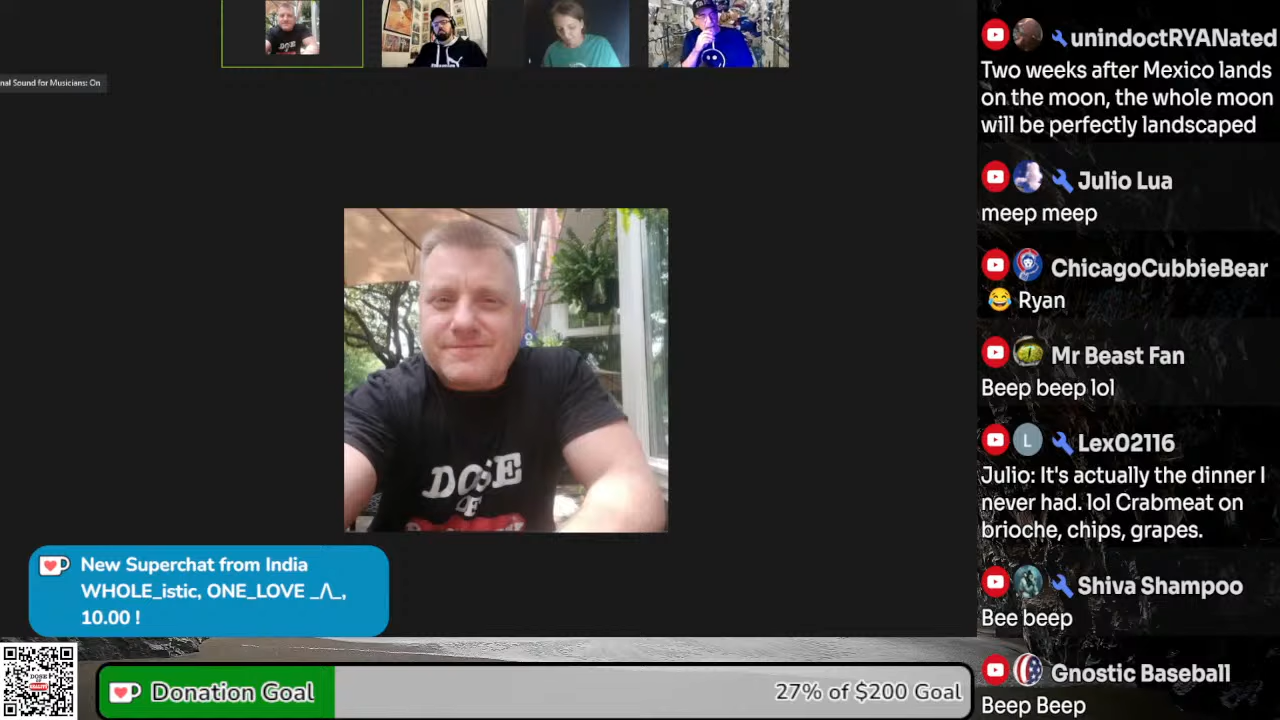 nal Sound for Musicians: On
DOSE
OF
New Superchat from India
WHOLE_istic, ONE_LOVE _/\_,
10.00 !
DOSE
OF
Donation Goal
27% of $200 Goal
unindoctRYANated
Two weeks after Mexico lands
on the moon, the whole moon
will be perfectly landscaped
Julio Lua
meep meep
ChicagoCubbieBear
😂 Ryan
Mr Beast Fan
Beep beep lol
L
Lex02116
Julio: It's actually the dinner I
never had. lol Crabmeat on
brioche, chips, grapes.
Shiva Shampoo
Bee beep
Gnostic Baseball
Beep Beep